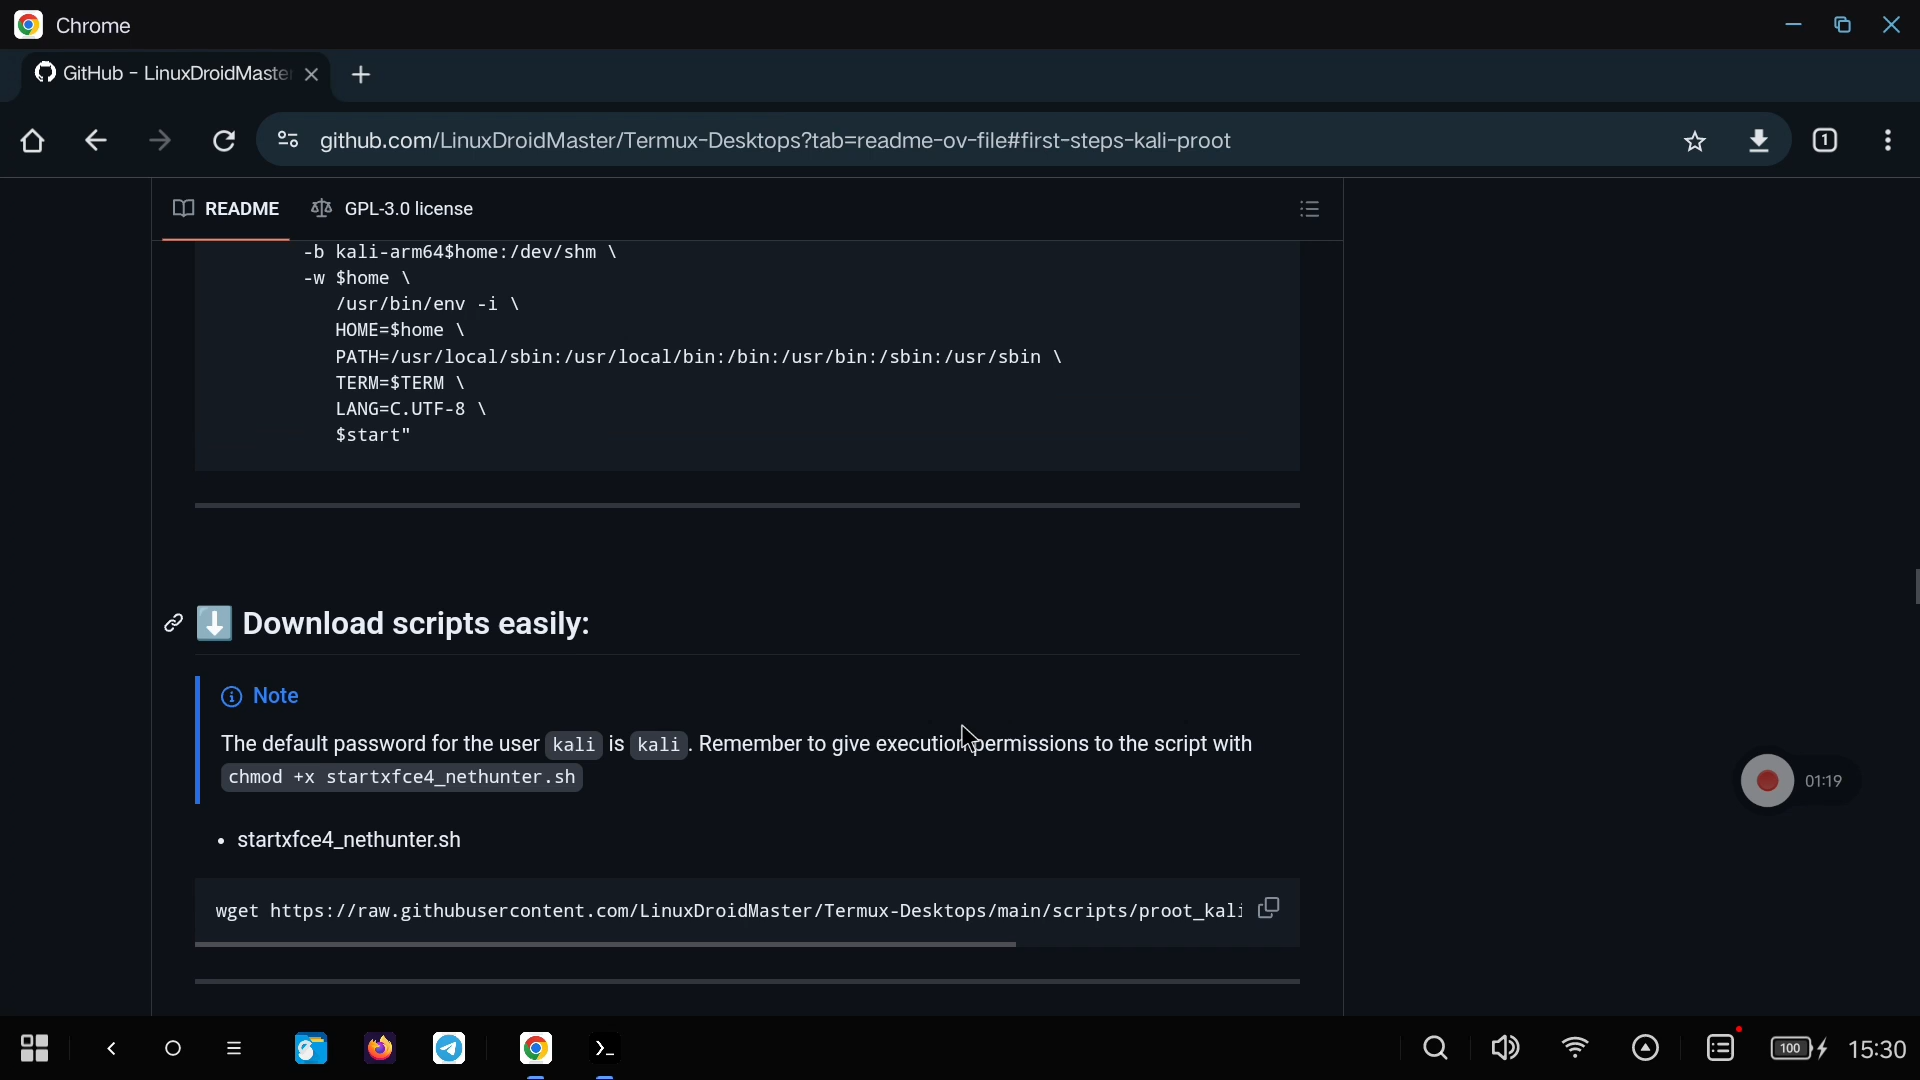 Chrome
GitHub - LinuxDroidMaster
github.com/LinuxDroidMaster/Termux-Desktops?tab=readme-ov-file#first-steps-kali-proot
1
README
GPL-3.0 license
-b kali-arm64$home:/dev/shm \
-w $home \
/usr/bin/env -i \
HOME=$home \
PATH=/usr/local/sbin:/usr/local/bin:/bin:/usr/bin:/sbin:/usr/sbin \
TERM=$TERM \
LANG=C.UTF-8 \
$start"
Download scripts easily:
Note
The default password for the user kali is kali. Remember to give execution permissions to the script with
chmod +x startxfce4_nethunter.sh
01:19
• startxfce4_nethunter.sh
wget https://raw.githubusercontent.com/LinuxDroidMaster/Termux-Desktops/main/scripts/proot_kali
100
15:30